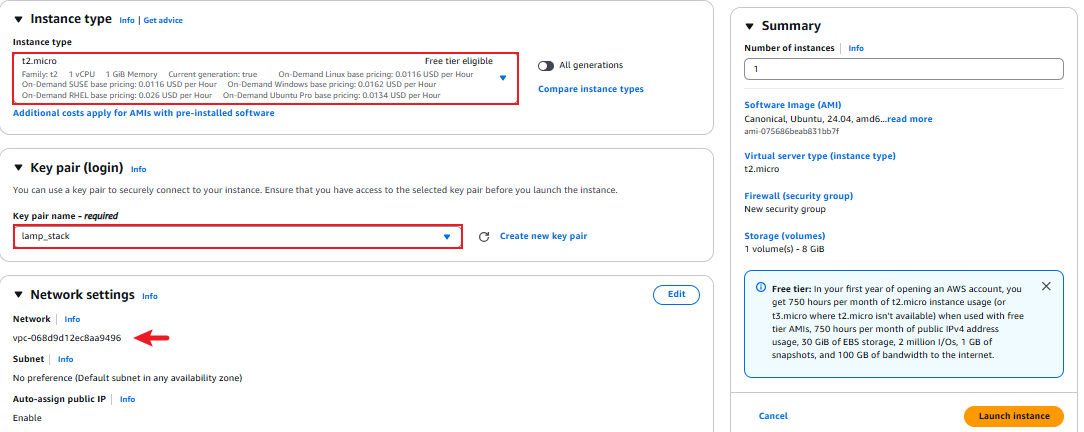 Instance type Info | Get advice
Instance type
t2.micro Free tier eligible
Family: t2 1 vCPU 1 GiB Memory Current generation: true On-Demand Linux base pricing: 0.0116 USD per Hour
On-Demand SUSE base pricing: 0.0116 USD per Hour On-Demand Windows base pricing: 0.0162 USD per Hour
On-Demand RHEL base pricing: 0.026 USD per Hour On-Demand Ubuntu Pro base pricing: 0.0134 USD per Hour
All generations
Compare instance types
Additional costs apply for AMIs with pre-installed software
Key pair (login) Info
You can use a key pair to securely connect to your instance. Ensure that you have access to the selected key pair before you launch the instance.
Key pair name - required
lamp_stack
Create new key pair
Network settings Info
Edit
Network Info
vpc-068d9d12ec8aa9496
Subnet Info
No preference (Default subnet in any availability zone)
Auto-assign public IP Info
Enable
Summary
Number of instances Info
1
Software Image (AMI)
Canonical, Ubuntu, 24.04, amd6...read more
ami-075686beab831bb7f
Virtual server type (instance type)
t2.micro
Firewall (security group)
New security group
Storage (volumes)
1 volume(s) - 8 GiB
Free tier: In your first year of opening an AWS account, you
get 750 hours per month of t2.micro instance usage (or
t3.micro where t2.micro isn't available) when used with free
tier AMIs, 750 hours per month of public IPv4 address
usage, 30 GiB of EBS storage, 2 million I/Os, 1 GB of
snapshots, and 100 GB of bandwidth to the internet.
Cancel
Launch instance